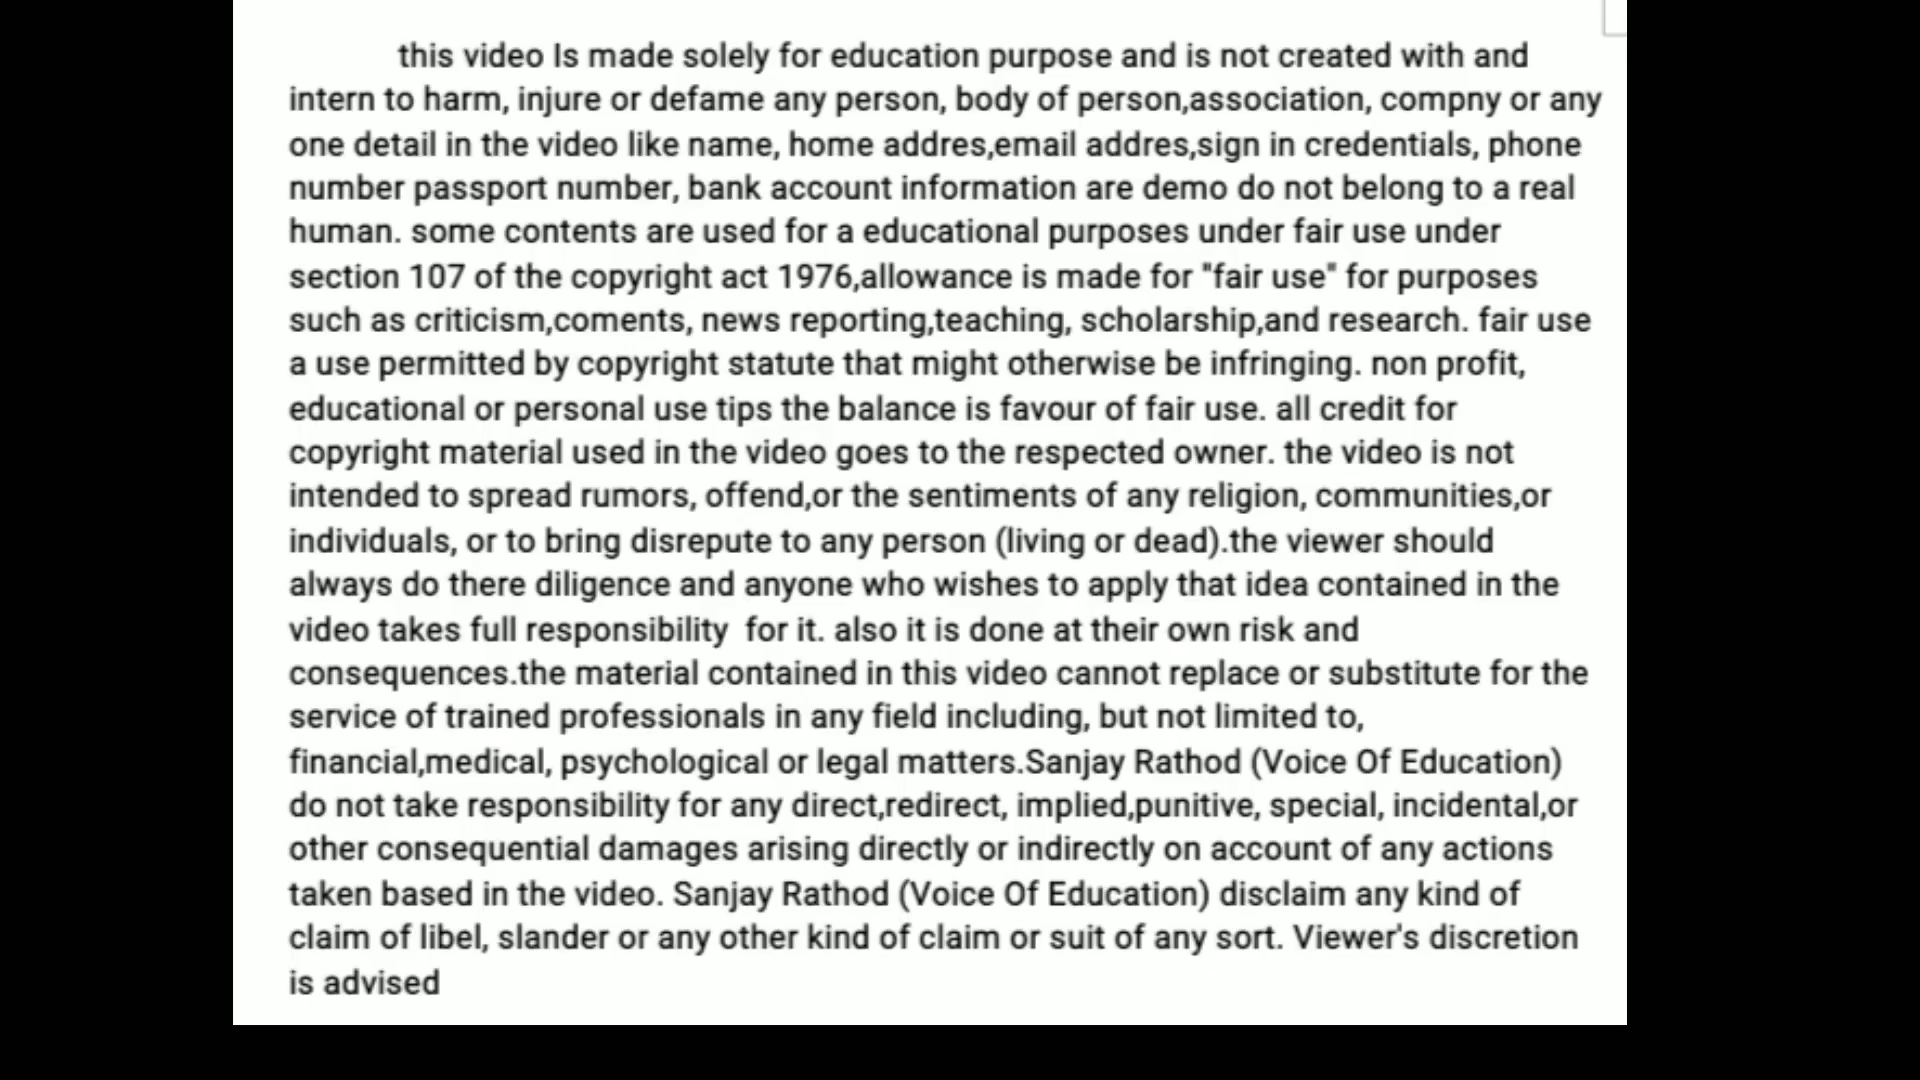 this video Is made solely for education purpose and is not created with and
intern to harm, injure or defame any person, body of person,association, compny or any
one detail in the video like name, home addres,email addres,sign in credentials, phone
number passport number, bank account information are demo do not belong to a real
human. some contents are used for a educational purposes under fair use under
section 107 of the copyright act 1976,allowance is made for "fair use" for purposes
such as criticism,coments, news reporting,teaching, scholarship,and research. fair use
a use permitted by copyright statute that might otherwise be infringing. non profit,
educational or personal use tips the balance is favour of fair use. all credit for
copyright material used in the video goes to the respected owner. the video is not
intended to spread rumors, offend,or the sentiments of any religion, communities,or
individuals, or to bring disrepute to any person (living or dead).the viewer should
always do there diligence and anyone who wishes to apply that idea contained in the
video takes full responsibility  for it. also it is done at their own risk and
consequences.the material contained in this video cannot replace or substitute for the
service of trained professionals in any field including, but not limited to,
financial,medical, psychological or legal matters.Sanjay Rathod (Voice Of Education)
do not take responsibility for any direct,redirect, implied,punitive, special, incidental,or
other consequential damages arising directly or indirectly on account of any actions
taken based in the video. Sanjay Rathod (Voice Of Education) disclaim any kind of
claim of libel, slander or any other kind of claim or suit of any sort. Viewer's discretion
is advised